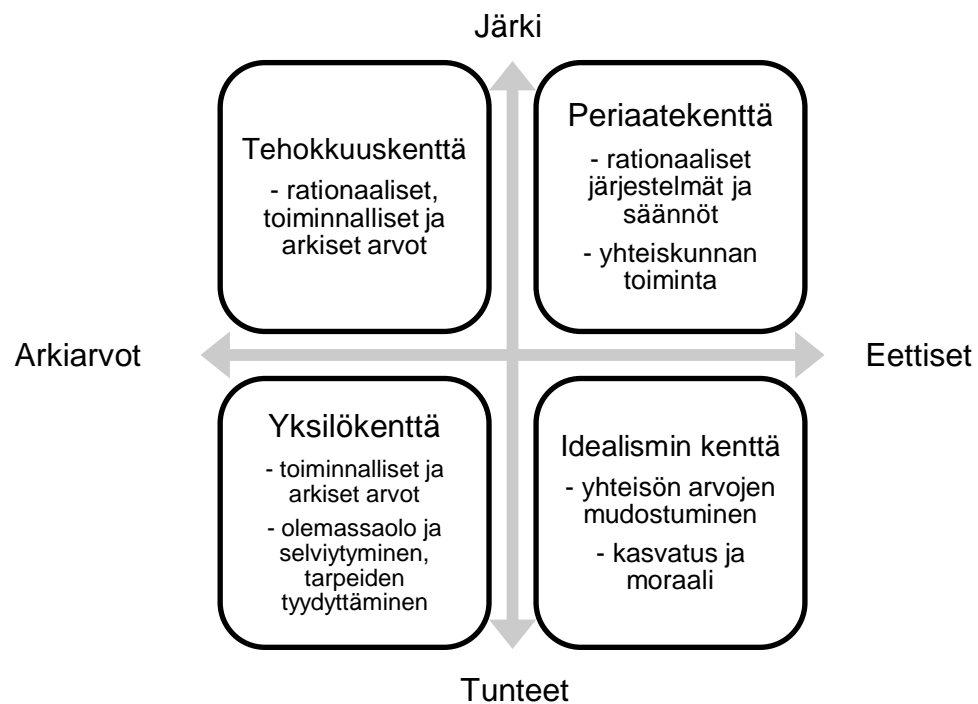 Järki
Tehokkuuskenttä
- rationaaliset,
toiminnalliset ja
arkiset arvot
Periaatekenttä
- rationaaliset
järjestelmät ja
säännöt
- yhteiskunnan
toiminta
Arkiarvot
Eettiset
Yksilökenttä
- toiminnalliset ja
arkiset arvot
- olemassaolo ja
selviytyminen,
tarpeiden
tyydyttäminen
Idealismin kenttä
- yhteisön arvojen
mudostuminen
- kasvatus ja
moraali
Tunteet